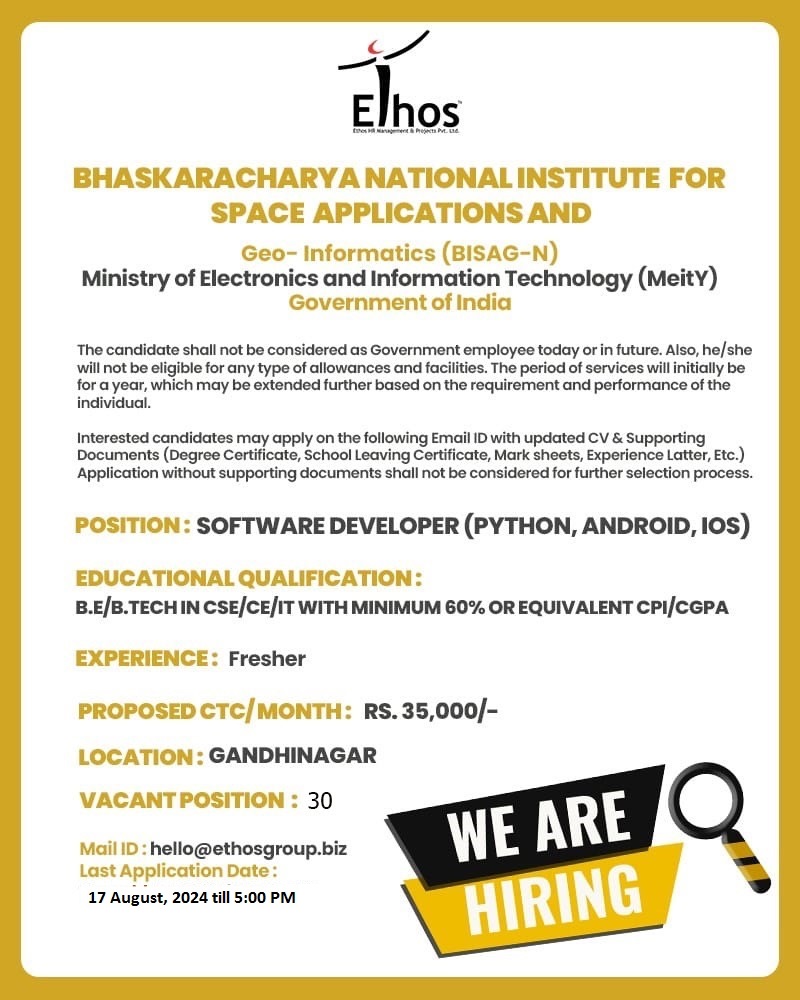 Ethos™
Ethos HR Management & Projects Pvt. Ltd.
BHASKARACHARYA NATIONAL INSTITUTE FOR
SPACE APPLICATIONS AND
Geo- Informatics (BISAG-N)
Ministry of Electronics and Information Technology (MeitY)
Government of India
The candidate shall not be considered as Government employee today or in future. Also, he/she
will not be eligible for any type of allowances and facilities. The period of services will initially be
for a year, which may be extended further based on the requirement and performance of the
individual.
Interested candidates may apply on the following Email ID with updated CV & Supporting
Documents (Degree Certificate, School Leaving Certificate, Mark sheets, Experience Latter, Etc.)
Application without supporting documents shall not be considered for further selection process.
POSITION : SOFTWARE DEVELOPER (PYTHON, ANDROID, IOS)
EDUCATIONAL QUALIFICATION :
B.E/B.TECH IN CSE/CE/IT WITH MINIMUM 60% OR EQUIVALENT CPI/CGPA
EXPERIENCE : Fresher
PROPOSED CTC/ MONTH : RS. 35,000/-
LOCATION : GANDHINAGAR
VACANT POSITION : 30
Mail ID : hello@ethosgroup.biz
Last Application Date :
17 August, 2024 till 5:00 PM
WE ARE
HIRING